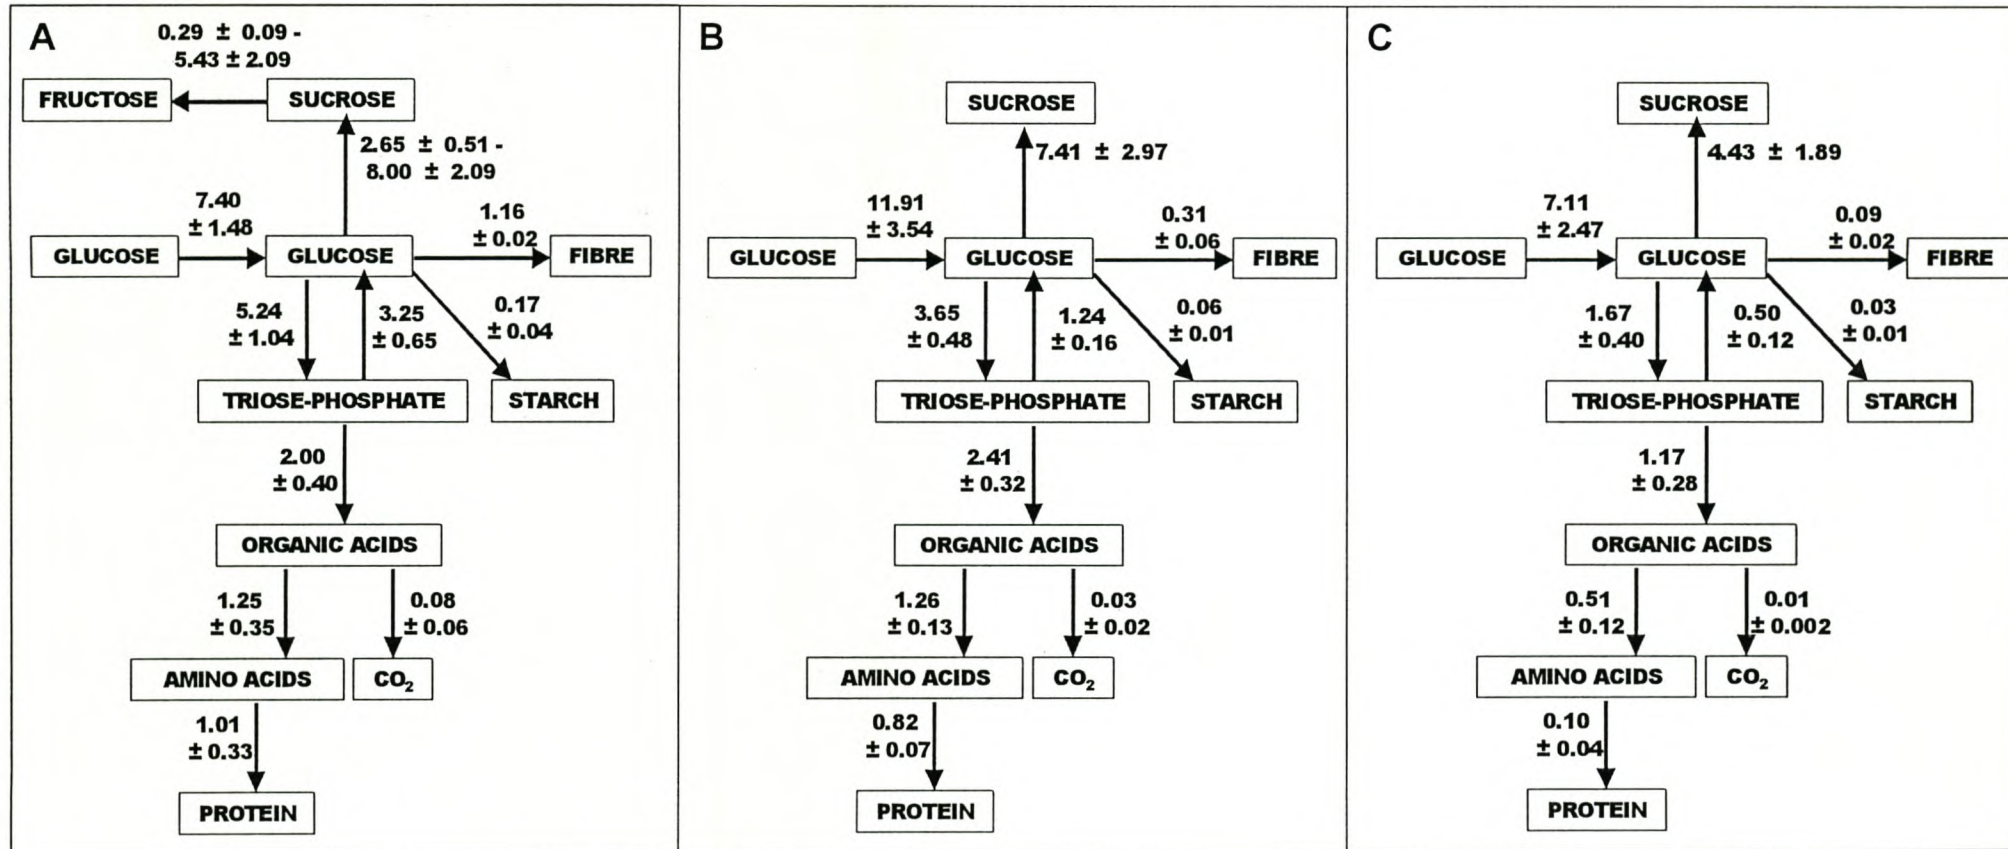 A
0.29 ± 0.09 -
5.43 ± 2.09
FRUCTOSE
SUCROSE
2.65 ± 0.51 -
8.00 ± 2.09
7.40
± 1.48
1.16
± 0.02
GLUCOSE
GLUCOSE
FIBRE
5.24
± 1.04
3.25
± 0.65
0.17
± 0.04
TRIOSE-PHOSPHATE
STARCH
2.00
± 0.40
ORGANIC ACIDS
1.25
± 0.35
0.08
± 0.06
AMINO ACIDS
CO₂
1.01
± 0.33
PROTEIN
B
SUCROSE
7.41 ± 2.97
11.91
± 3.54
0.31
± 0.06
GLUCOSE
GLUCOSE
FIBRE
3.65
± 0.48
1.24
± 0.16
0.06
± 0.01
TRIOSE-PHOSPHATE
STARCH
2.41
± 0.32
ORGANIC ACIDS
1.26
± 0.13
0.03
± 0.02
AMINO ACIDS
CO₂
0.82
± 0.07
PROTEIN
C
SUCROSE
4.43 ± 1.89
7.11
± 2.47
0.09
± 0.02
GLUCOSE
GLUCOSE
FIBRE
1.67
± 0.40
0.50
± 0.12
0.03
± 0.01
TRIOSE-PHOSPHATE
STARCH
1.17
± 0.28
ORGANIC ACIDS
0.51
± 0.12
0.01
± 0.002
AMINO ACIDS
CO₂
0.10
± 0.04
PROTEIN